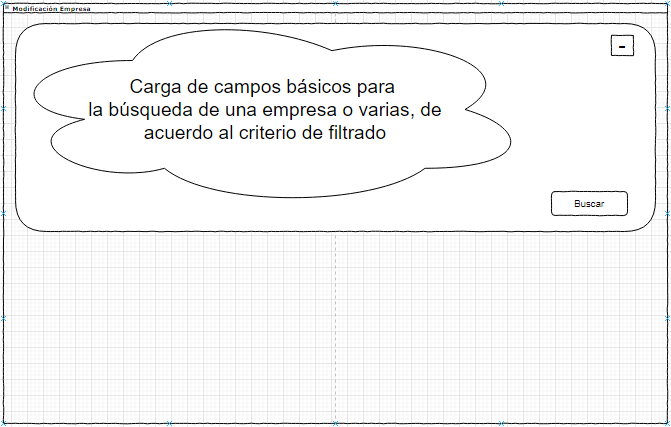 Modificación Empresa
-
Carga de campos básicos para
la búsqueda de una empresa o varias, de
acuerdo al criterio de filtrado
Buscar